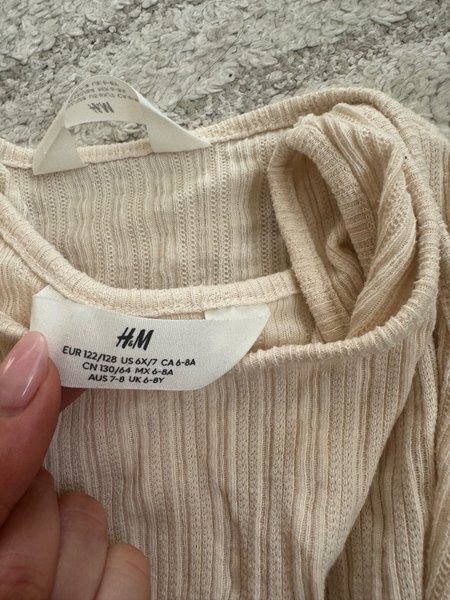 H&M
H&M
EUR 122/128 US 6X/7 CA 6-8A
CN 130/64 MX 6-8A
AUS 7-8 UK 6-8Y